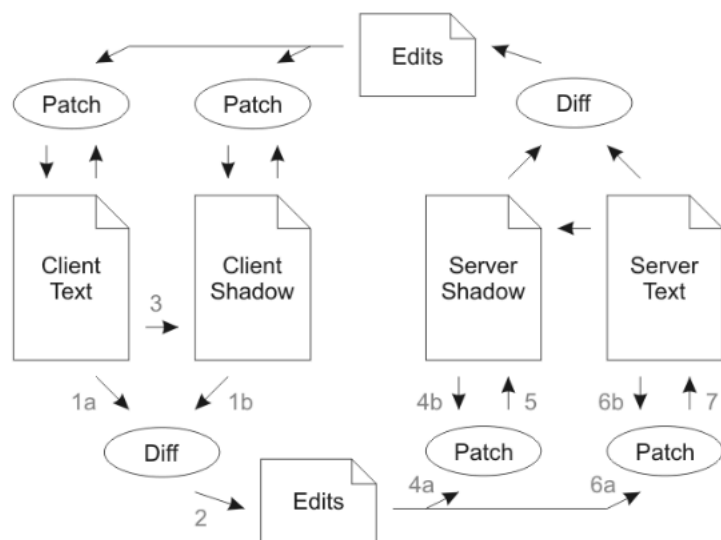 Edits
Patch
Patch
Diff
Client
Text
Client
Shadow
Server
Shadow
Server
Text
3
1a
1b
4b
5
6b
7
Diff
Patch
Patch
2
Edits
4a
6a